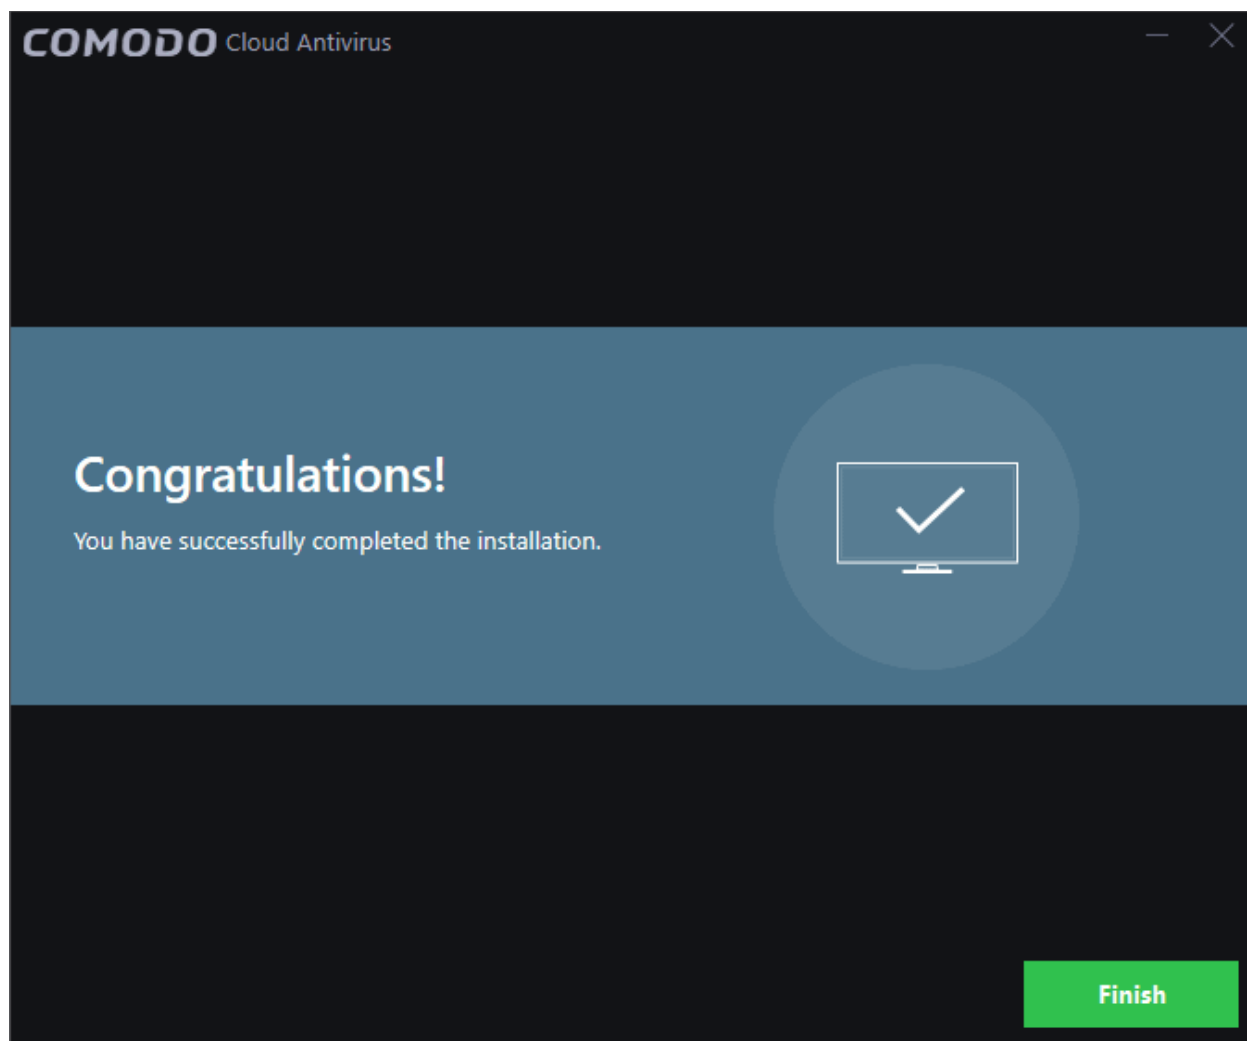 COMODO Cloud Antivirus
Congratulations!
You have successfully completed the installation.
Finish